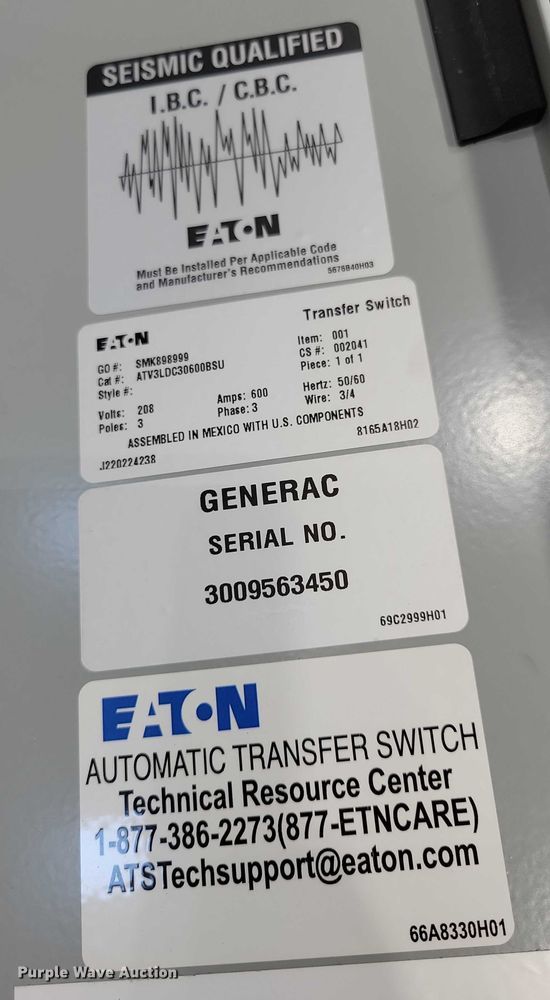 SEISMIC QUALIFIED
I.B.C. / C.B.C.
EATON
Must Be Installed Per Applicable Code
and Manufacturer's Recommendations
5676B40H03
EATON
Transfer Switch
GO #: SMK898999
Item: 001
Cat #: ATV3LDC30600BSU
CS #: 002041
Style #:
Piece: 1 of 1
Volts: 208
Amps: 600
Hertz: 50/60
Poles: 3
Phase: 3
Wire: 3/4
ASSEMBLED IN MEXICO WITH U.S. COMPONENTS
J220224238
8165A18H02
GENERAC
SERIAL NO.
3009563450
69C2999H01
EATON
AUTOMATIC TRANSFER SWITCH
Technical Resource Center
1-877-386-2273(877-ETNCARE)
ATSTechsupport@eaton.com
66A8330H01
Purple Wave Auction